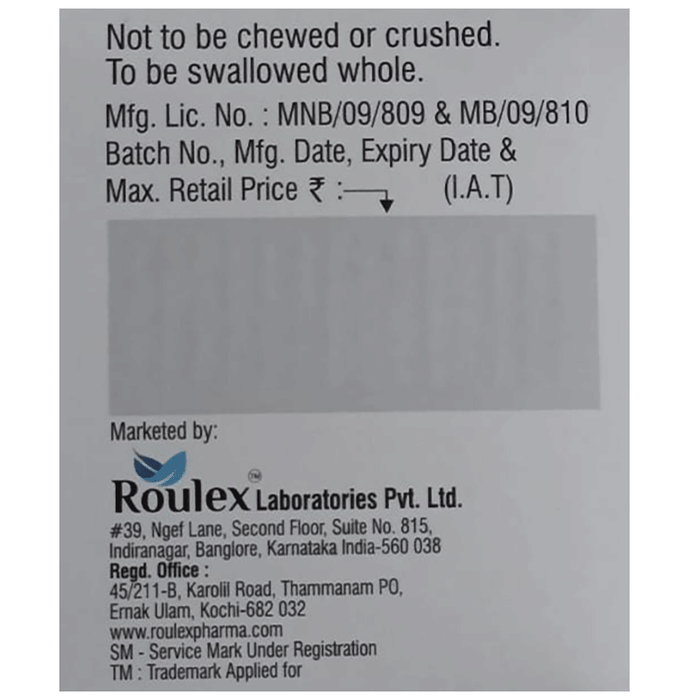 Not to be chewed or crushed.
To be swallowed whole.
Mfg. Lic. No. : MNB/09/809 & MB/09/810
Batch No., Mfg. Date, Expiry Date &
Max. Retail Price ₹ : (I.A.T)
Marketed by:
Roulex™ Laboratories Pvt. Ltd.
#39, Ngef Lane, Second Floor, Suite No. 815,
Indiranagar, Banglore, Karnataka India-560 038
Regd. Office :
45/211-B, Karolil Road, Thammanam PO,
Ernak Ulam, Kochi-682 032
www.roulexpharma.com
SM - Service Mark Under Registration
TM : Trademark Applied for